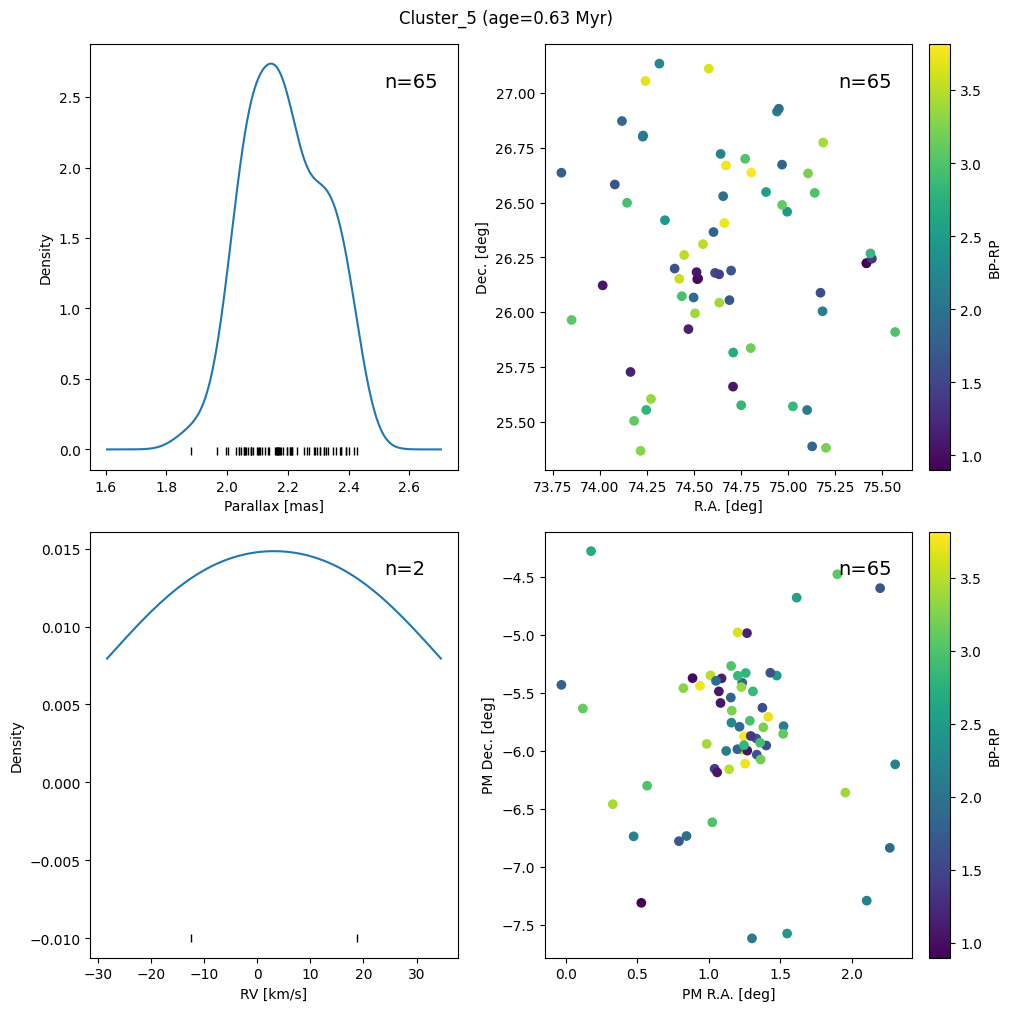 Cluster_5 (age=0.63 Myr)
n=65
Density
0.0
0.5
1.0
1.5
2.0
2.5
1.6 1.8 2.0 2.2 2.4 2.6
Parallax [mas]
n=65
Dec. [deg]
27.00
26.75
26.50
26.25
26.00
25.75
25.50
73.75 74.00 74.25 74.50 74.75 75.00 75.25 75.50
R.A. [deg]
3.5
3.0
2.5
2.0
1.5
1.0
BP-RP
n=2
Density
0.015
0.010
0.005
0.000
−0.005
−0.010
−30 −20 −10 0 10 20 30
RV [km/s]
n=65
PM Dec. [deg]
−4.5
−5.0
−5.5
−6.0
−6.5
−7.0
−7.5
0.0 0.5 1.0 1.5 2.0
PM R.A. [deg]
3.5
3.0
2.5
2.0
1.5
1.0
BP-RP